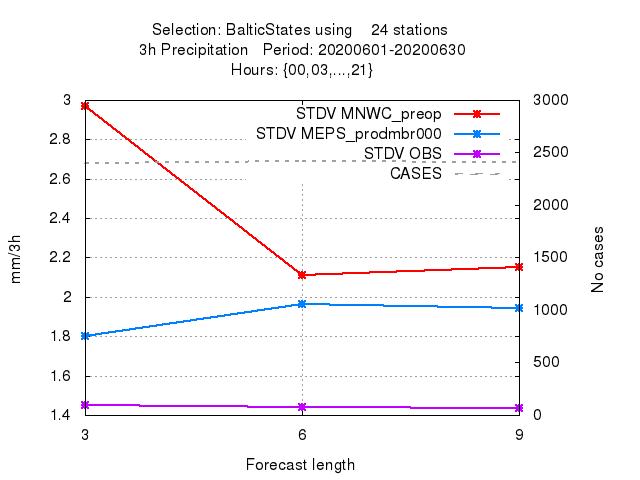 Selection: BalticStates using    24 stations
3h Precipitation   Period: 20200601-20200630
Hours: {00,03,...,21}
STDV MNWC_preop
STDV MEPS_prodmbr000
STDV OBS
CASES
3
2.8
2.6
2.4
2.2
2
1.8
1.6
1.4
3000
2500
2000
1500
1000
500
0
mm/3h
No cases
3 6 9
Forecast length